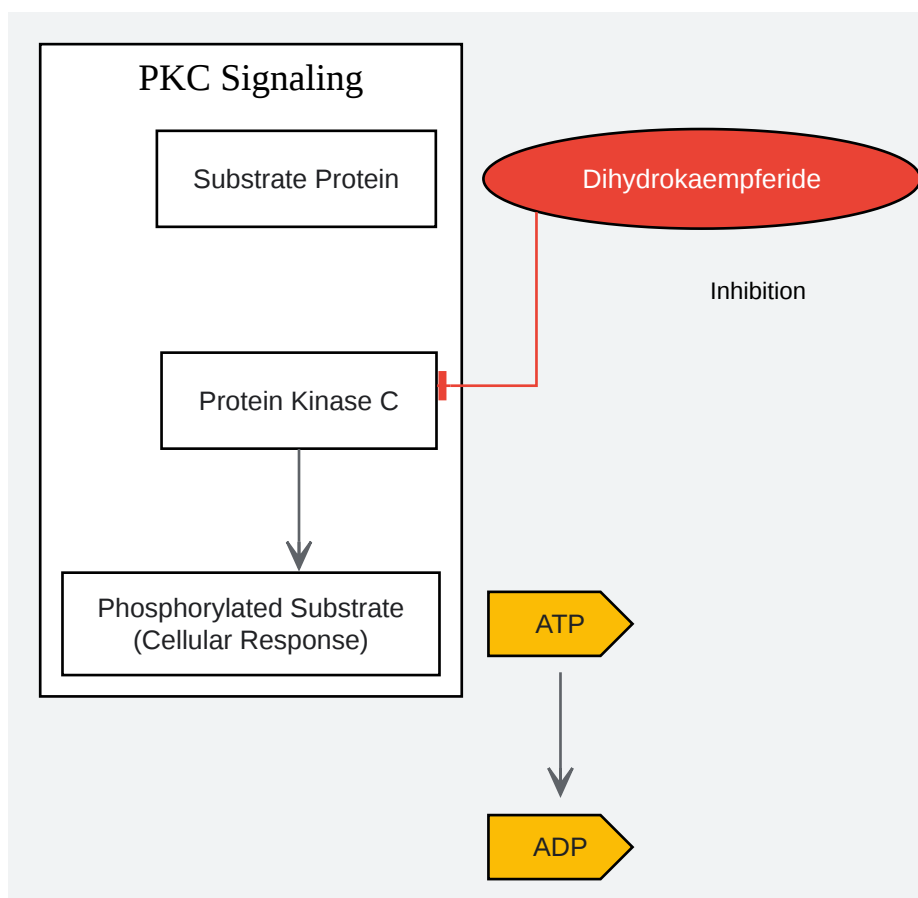 PKC Signaling
Substrate Protein
Dihydrokaempferide
Inhibition
Protein Kinase C
Phosphorylated Substrate
(Cellular Response)
ATP
ADP